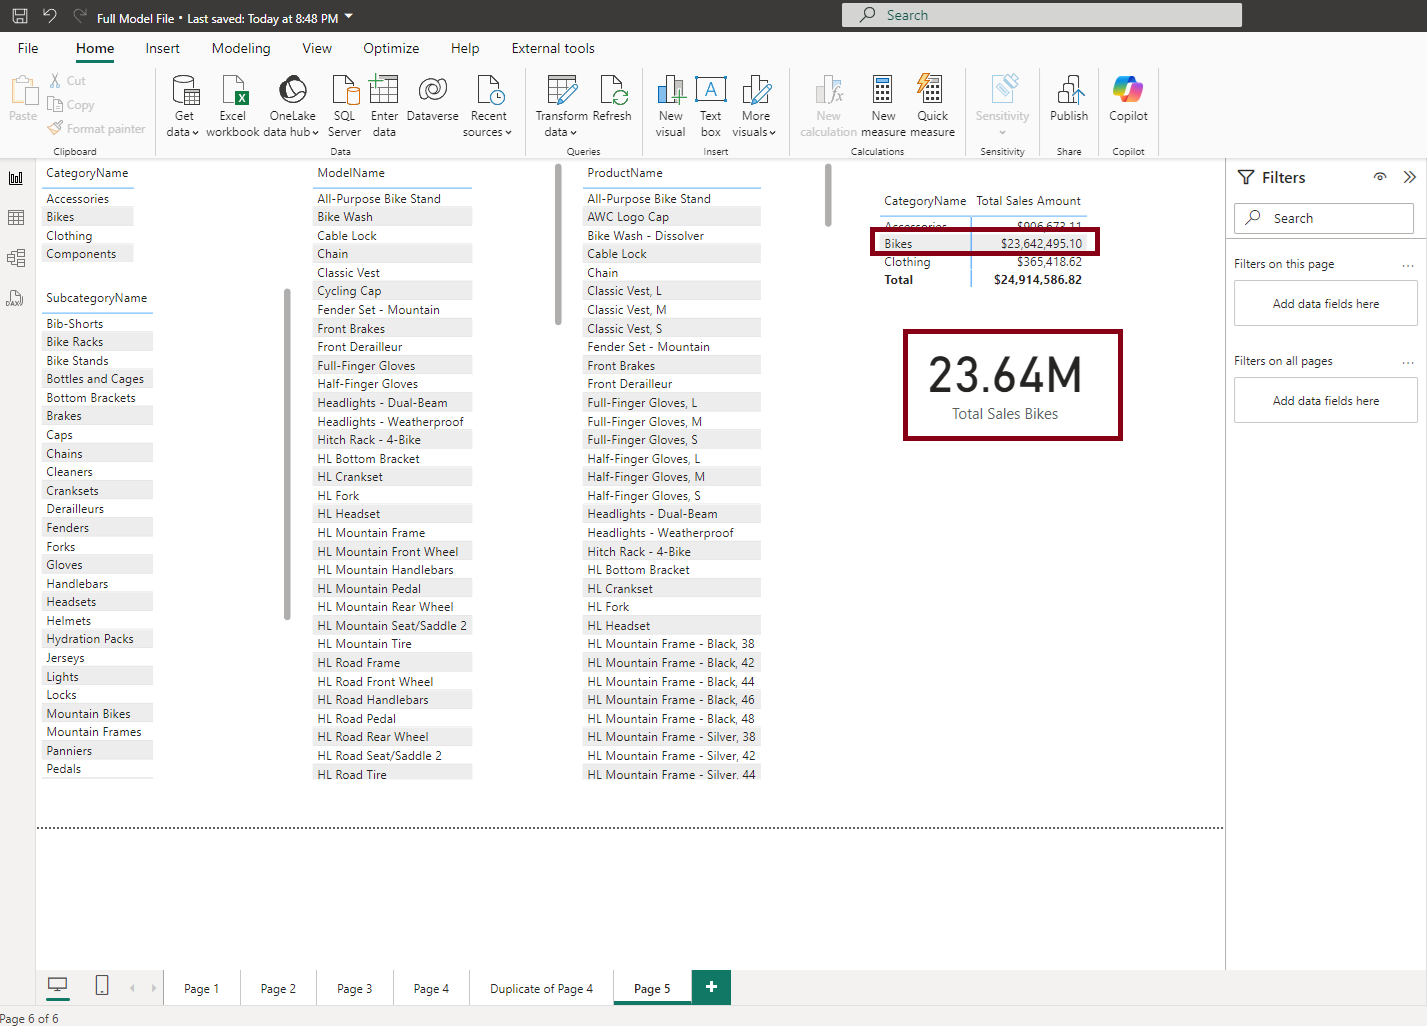 Full Model File • Last saved: Today at 8:48 PM
Search
File Home Insert Modeling View Optimize Help External tools
Paste
Cut
Copy
Format painter
Clipboard
Get data
Excel workbook
OneLake data hub
SQL Server
Enter data
Dataverse
Recent sources
Data
Transform data
Refresh
Queries
New visual
Text box
More visuals
Insert
New calculation
New measure
Quick measure
Calculations
Sensitivity
Sensitivity
Publish
Share
Copilot
Copilot
CategoryName
Accessories
Bikes
Clothing
Components
SubcategoryName
Bib-Shorts
Bike Racks
Bike Stands
Bottles and Cages
Bottom Brackets
Brakes
Caps
Chains
Cleaners
Cranksets
Derailleurs
Fenders
Forks
Gloves
Handlebars
Headsets
Helmets
Hydration Packs
Jerseys
Lights
Locks
Mountain Bikes
Mountain Frames
Panniers
Pedals
ModelName
All-Purpose Bike Stand
Bike Wash
Cable Lock
Chain
Classic Vest
Cycling Cap
Fender Set - Mountain
Front Brakes
Front Derailleur
Full-Finger Gloves
Half-Finger Gloves
Headlights - Dual-Beam
Headlights - Weatherproof
Hitch Rack - 4-Bike
HL Bottom Bracket
HL Crankset
HL Fork
HL Headset
HL Mountain Frame
HL Mountain Front Wheel
HL Mountain Handlebars
HL Mountain Pedal
HL Mountain Rear Wheel
HL Mountain Seat/Saddle 2
HL Mountain Tire
HL Road Frame
HL Road Front Wheel
HL Road Handlebars
HL Road Pedal
HL Road Rear Wheel
HL Road Seat/Saddle 2
HL Road Tire
ProductName
All-Purpose Bike Stand
AWC Logo Cap
Bike Wash - Dissolver
Cable Lock
Chain
Classic Vest, L
Classic Vest, M
Classic Vest, S
Fender Set - Mountain
Front Brakes
Front Derailleur
Full-Finger Gloves, L
Full-Finger Gloves, M
Full-Finger Gloves, S
Half-Finger Gloves, L
Half-Finger Gloves, M
Half-Finger Gloves, S
Headlights - Dual-Beam
Headlights - Weatherproof
Hitch Rack - 4-Bike
HL Bottom Bracket
HL Crankset
HL Fork
HL Headset
HL Mountain Frame - Black, 38
HL Mountain Frame - Black, 42
HL Mountain Frame - Black, 44
HL Mountain Frame - Black, 46
HL Mountain Frame - Black, 48
HL Mountain Frame - Silver, 38
HL Mountain Frame - Silver, 42
HL Mountain Frame - Silver, 44
CategoryName Total Sales Amount
Accessories $906,673.11
Bikes $23,642,495.10
Clothing $365,418.62
Total $24,914,586.82
23.64M
Total Sales Bikes
Filters
Search
Filters on this page ...
Add data fields here
Filters on all pages ...
Add data fields here
DAX
Page 1 Page 2 Page 3 Page 4 Duplicate of Page 4 Page 5 +
Page 6 of 6